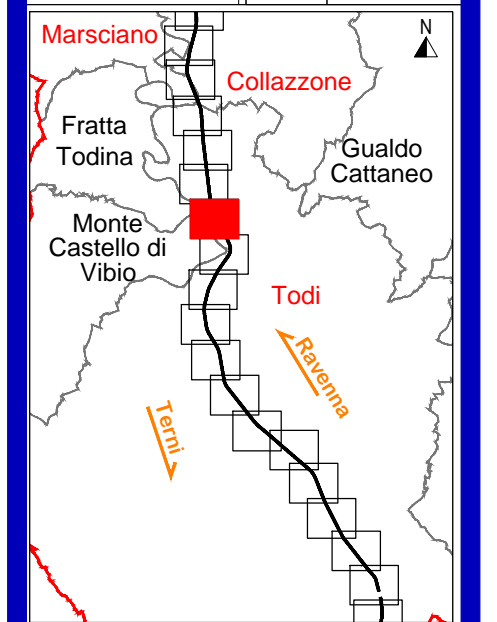 N
Marsciano
Collazzone
Fratta
Todina
Gualdo
Cattaneo
Monte
Castello di
Vibio
Todi
Ravenna
Terni